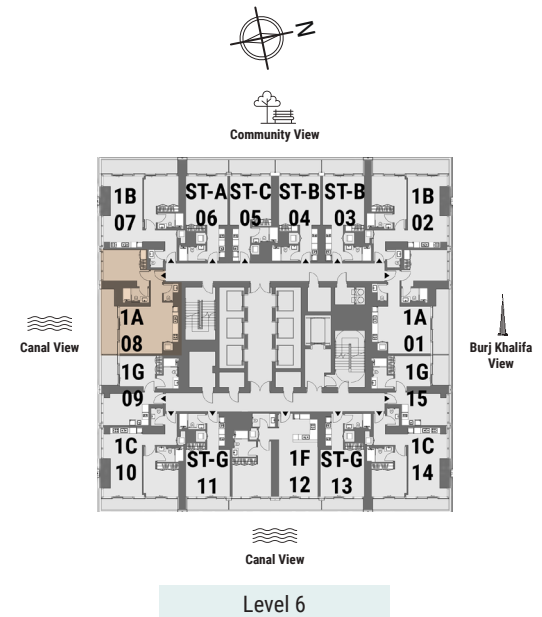 N
Community View
1B
07
ST-A
06
ST-C
05
ST-B
04
ST-B
03
1B
02
1A
08
1A
01
Canal View
Burj Khalifa
View
1G
09
1G
15
1C
10
ST-G
11
1F
12
ST-G
13
1C
14
Canal View
Level 6